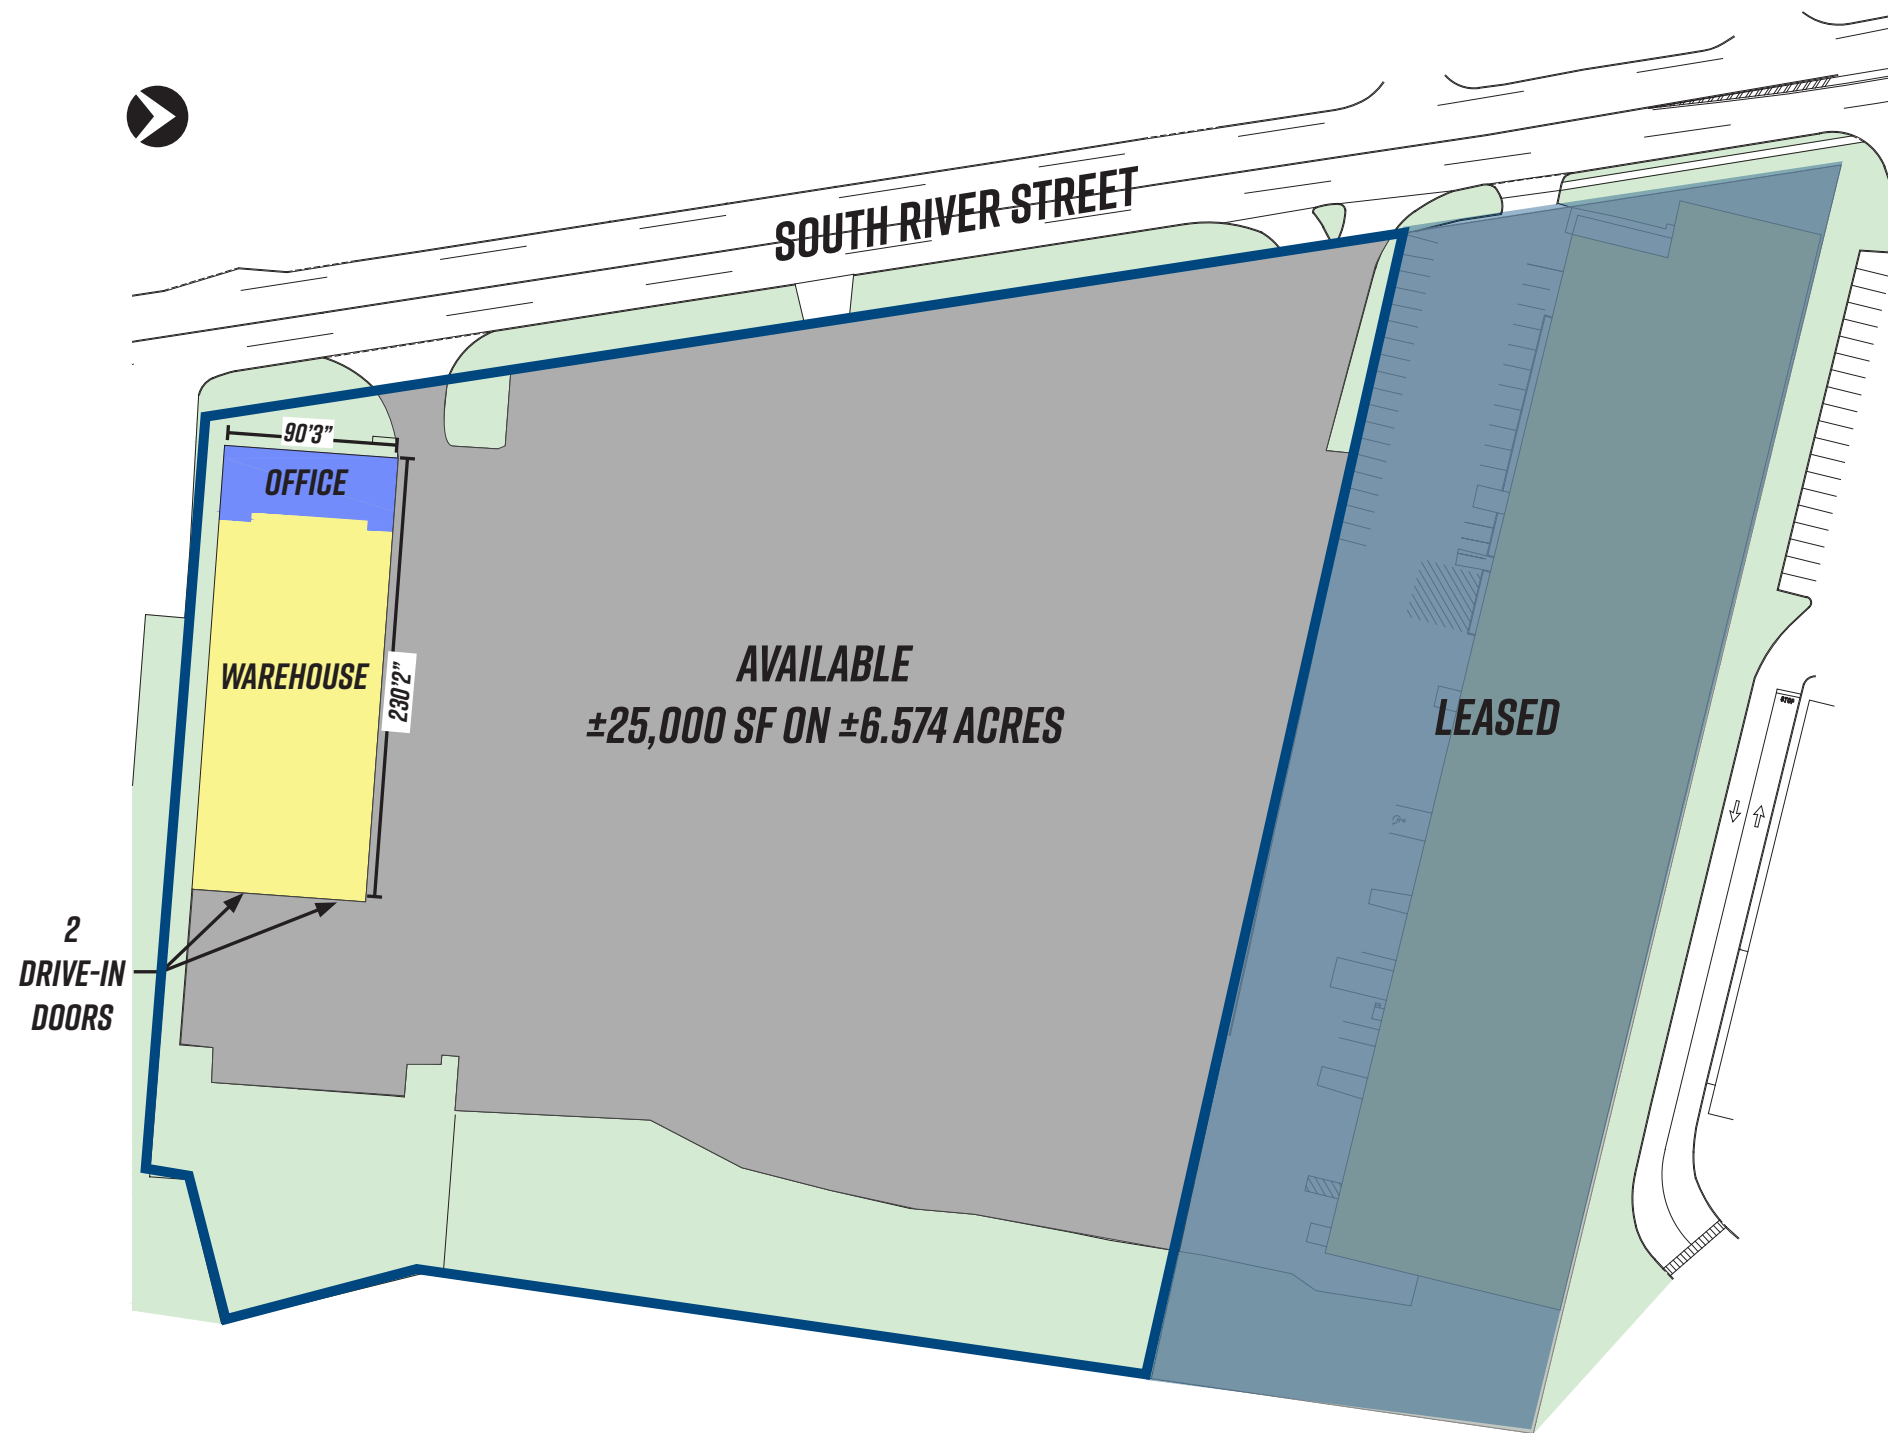 SOUTH RIVER STREET
90'3”
OFFICE
WAREHOUSE
230'2”
AVAILABLE
±25,000 SF ON ±6.574 ACRES
LEASED
STOP
2
DRIVE-IN
DOORS